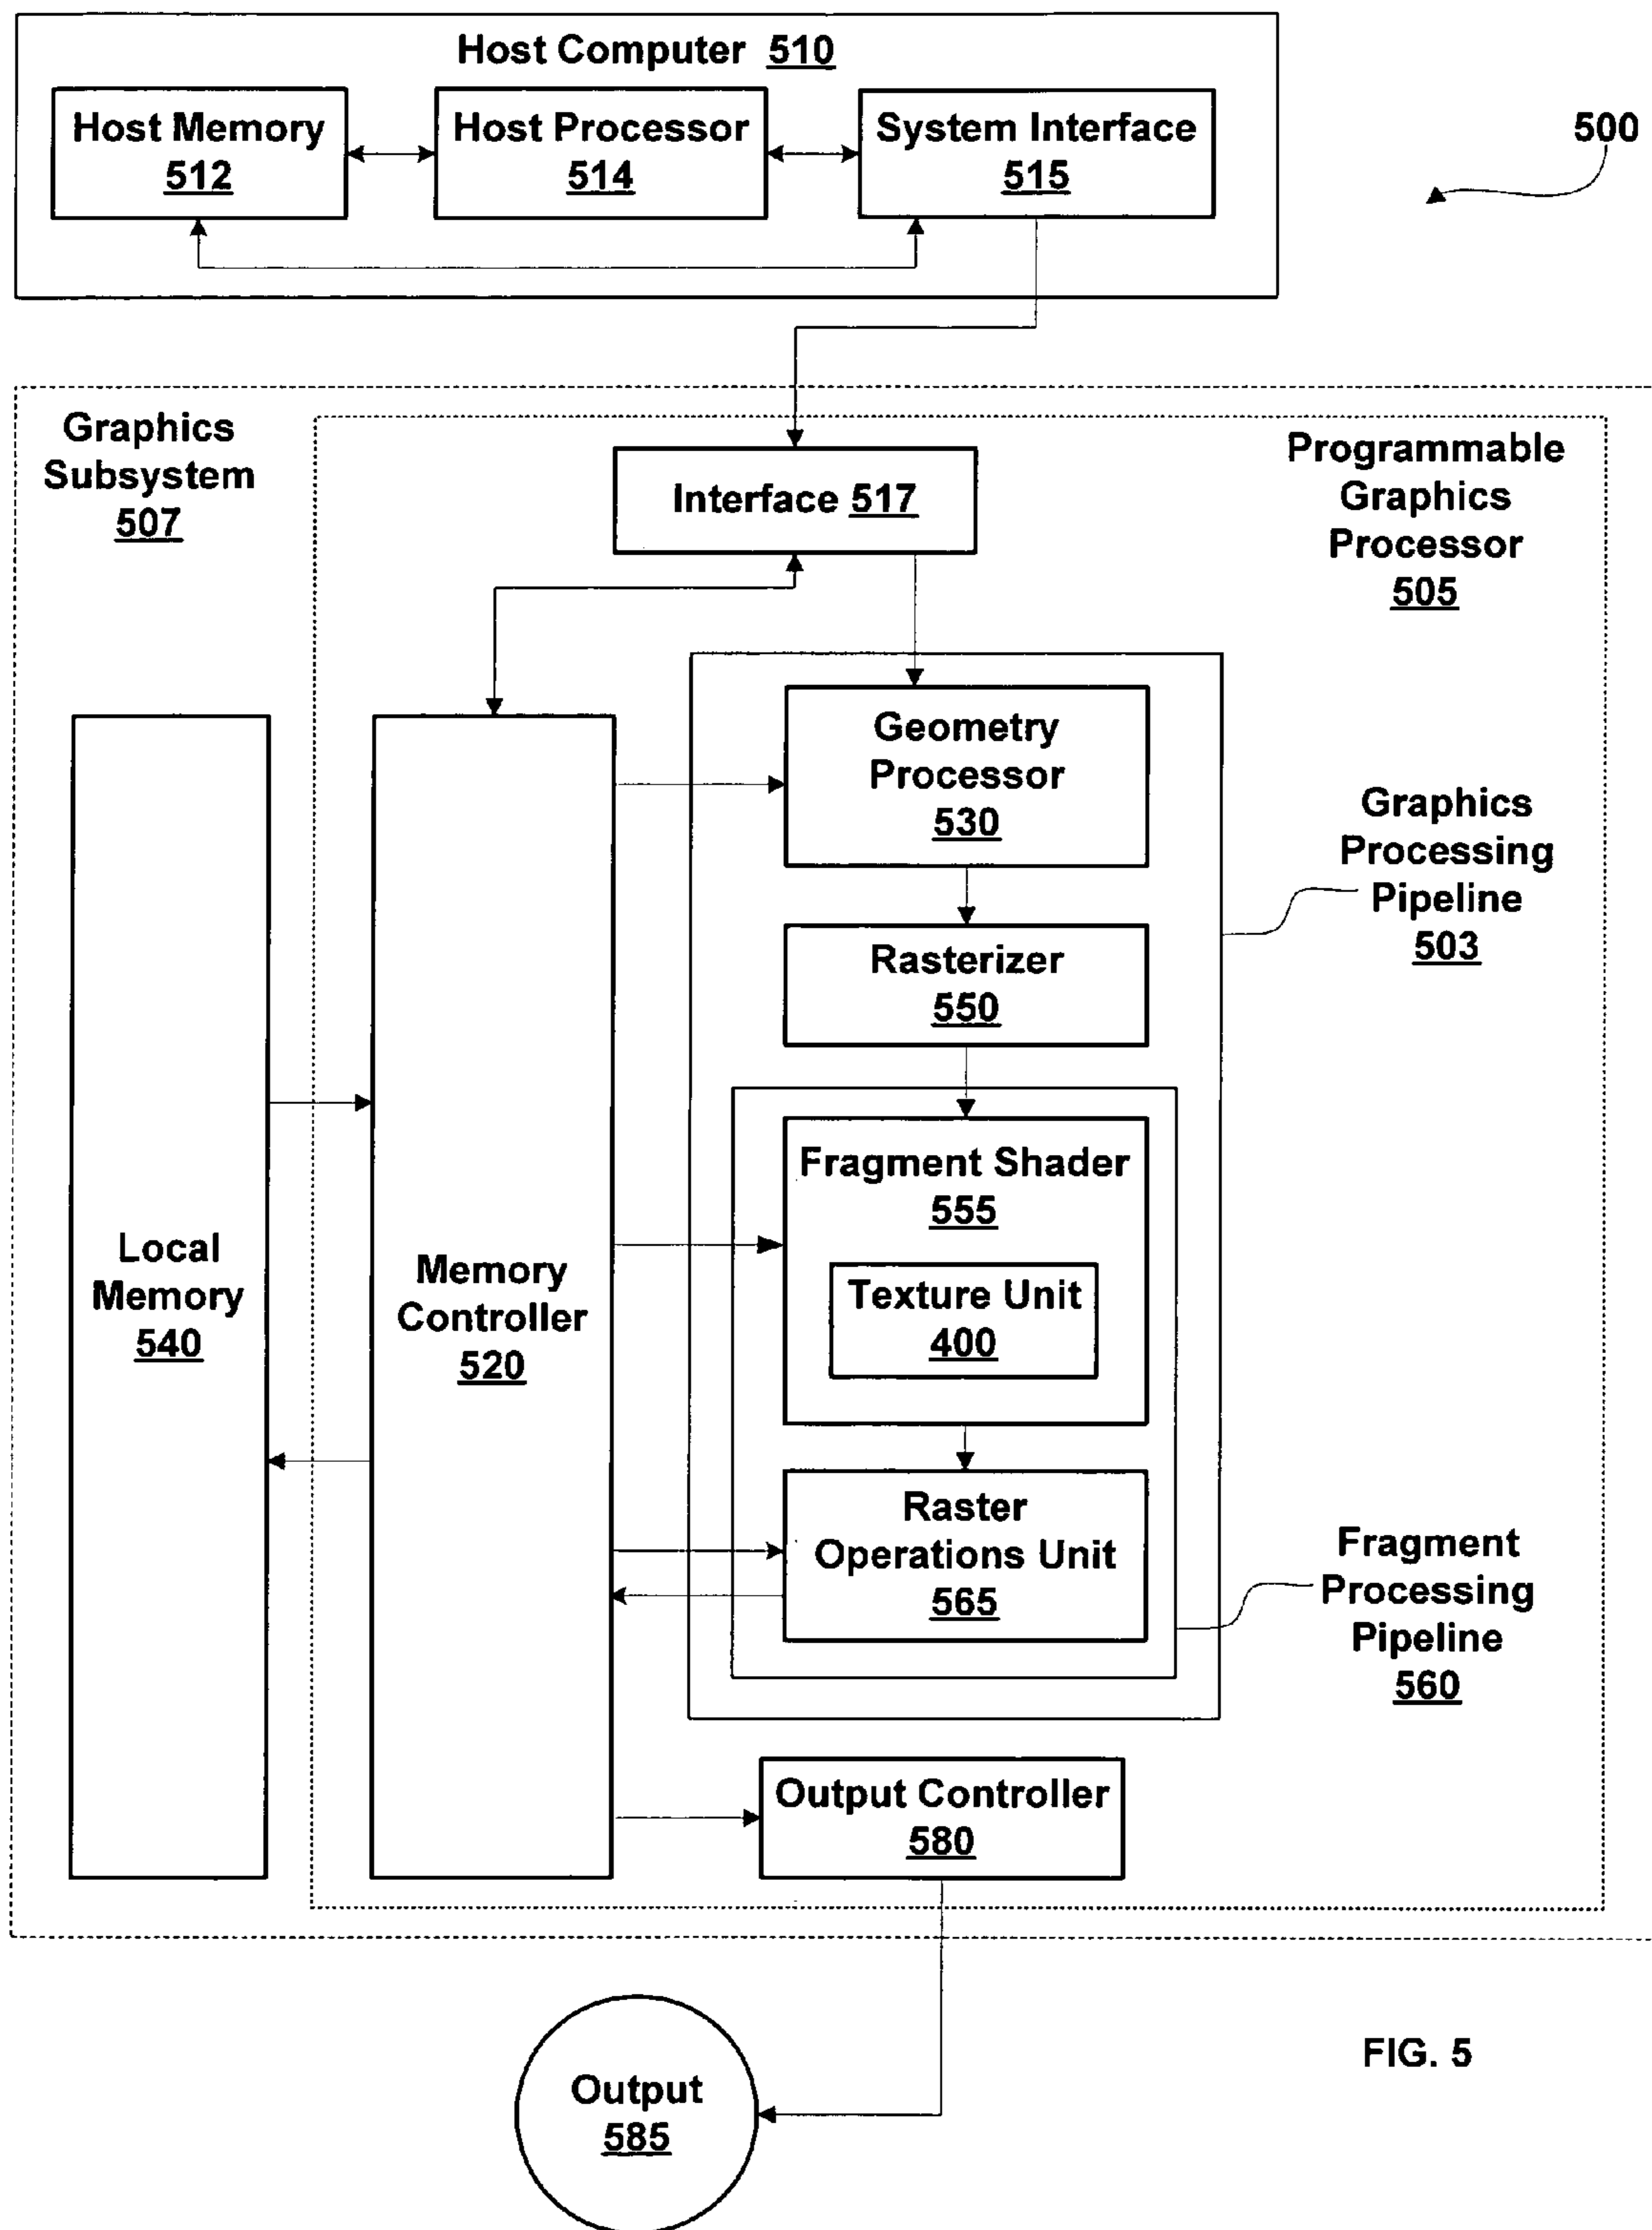 Host Computer 510
Host Memory
512
Host Processor
514
System Interface
515
500
Graphics
Subsystem
507
Interface 517
Programmable
Graphics
Processor
505
Geometry
Processor
530
Graphics
Processing
Pipeline
503
Rasterizer
550
Fragment Shader
555
Texture Unit
400
Local
Memory
540
Memory
Controller
520
Raster
Operations Unit
565
Fragment
Processing
Pipeline
560
Output Controller
580
Output
585
FIG. 5